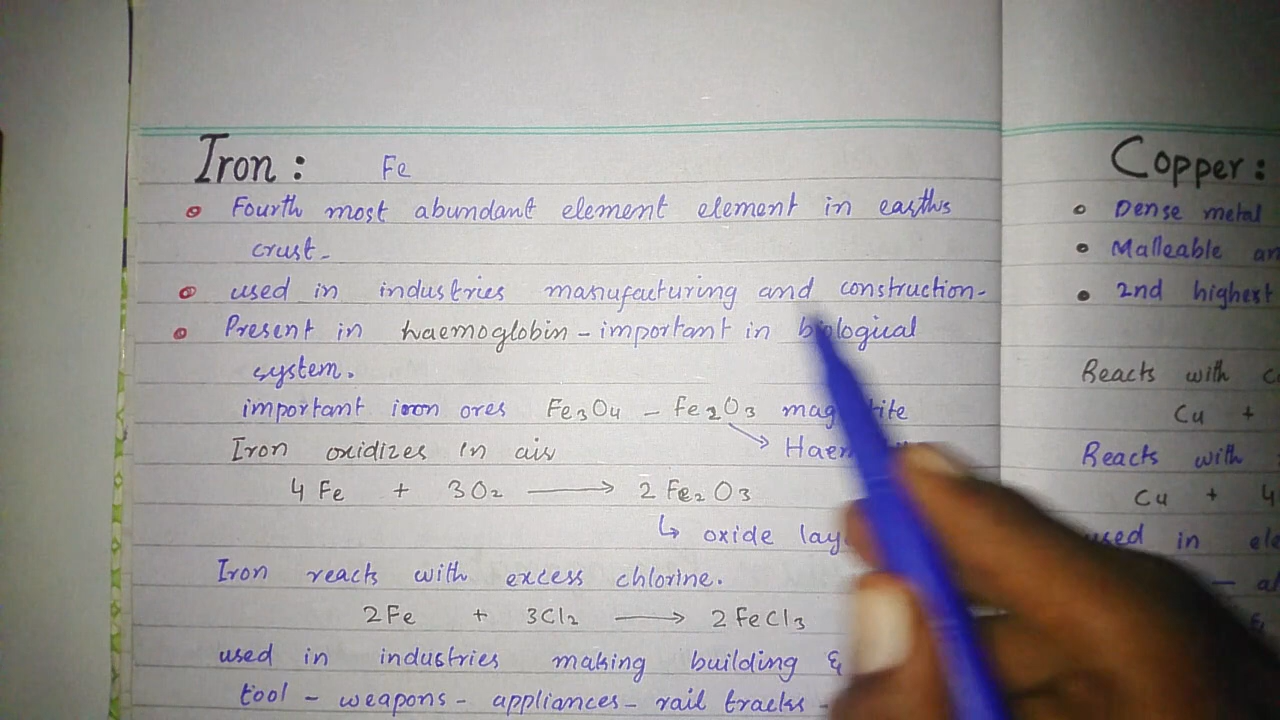 Iron: Fe
• Fourth most abundant element element in earths
crust.
• used in industries manufacturing and construction.
• Present in haemoglobin - important in biological
system.
important iron ores Fe₃O₄ - Fe₂O₃ magnetite
Iron oxidizes in air
4 Fe + 3O₂ → 2 Fe₂O₃
↳ oxide
Iron reacts with excess chlorine.
2Fe + 3Cl₂ → 2 FeCl₃
used in industries making building &
tool - weapons - appliances - rail tracks -
Copper:
• Dense metal
• Malleable
• 2nd highest
Reacts with
Cu +
Reacts with
Cu + 4
used in